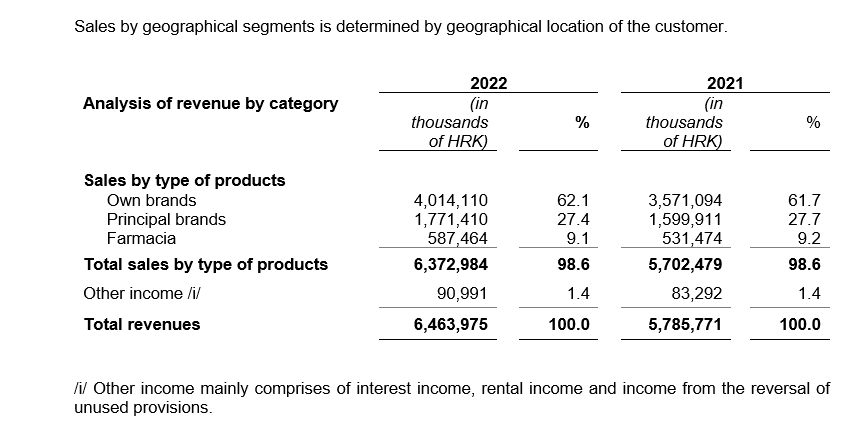 Sales by geographical segments is determined by geographical location of the customer.
2022 2021
Analysis of revenue by category (in thousands of HRK) % (in thousands of HRK) %
Sales by type of products
Own brands 4,014,110 62.1 3,571,094 61.7
Principal brands 1,771,410 27.4 1,599,911 27.7
Farmacia 587,464 9.1 531,474 9.2
Total sales by type of products 6,372,984 98.6 5,702,479 98.6
Other income /i/ 90,991 1.4 83,292 1.4
Total revenues 6,463,975 100.0 5,785,771 100.0
/i/ Other income mainly comprises of interest income, rental income and income from the reversal of
unused provisions.